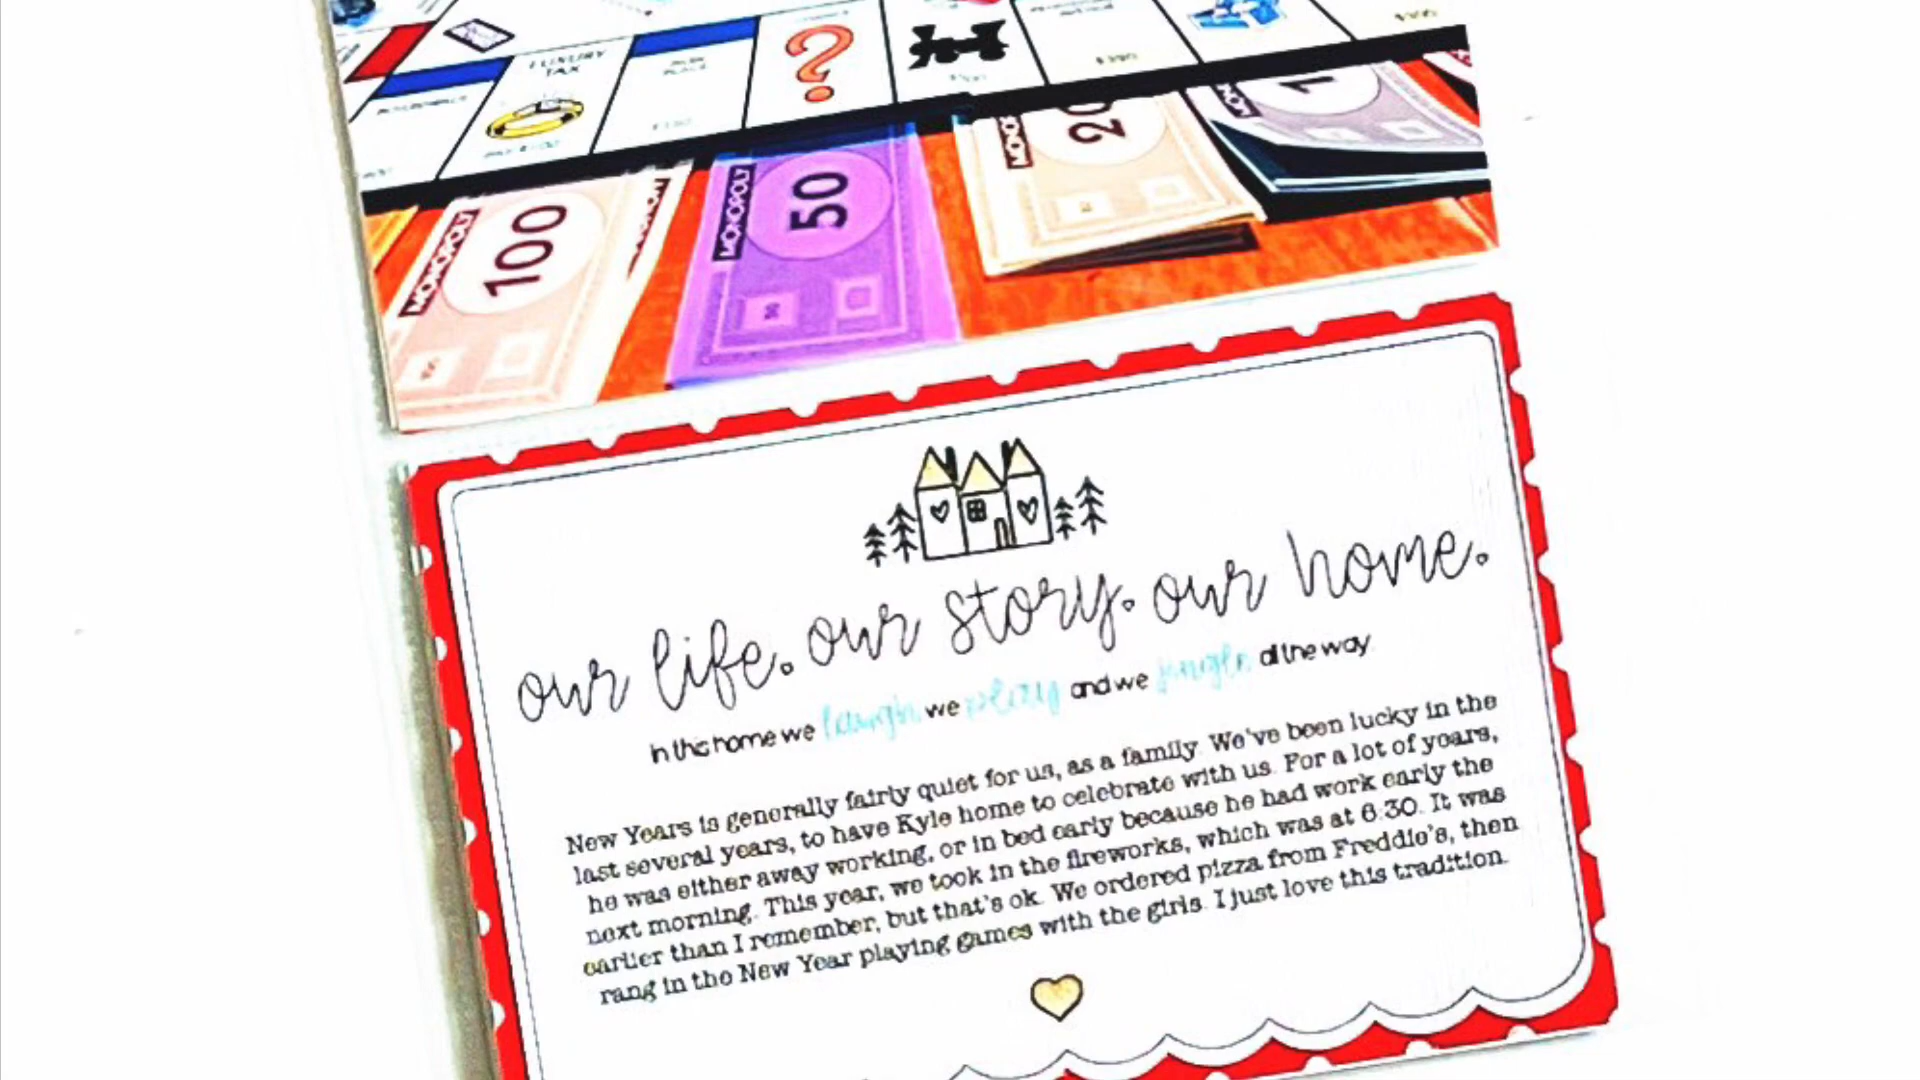 LUXURY
TAX
PARK
PLACE
MONOPOLY
100
MONOPOLY
MONOPOLY
50
20
1
our life. our story. our home.
In this home we laugh, we play and we jingle all the way.
New Years is generally fairly quiet for us, as a family. We've been lucky in the
last several years, to have Kyle home to celebrate with us. For a lot of years,
he was either away working, or in bed early because he had work early the
next morning. This year, we took in the fireworks, which was at 6:30. It was
earlier than I remember, but that's ok. We ordered pizza from Freddie's, then
rang in the New Year playing games with the girls. I just love this tradition.